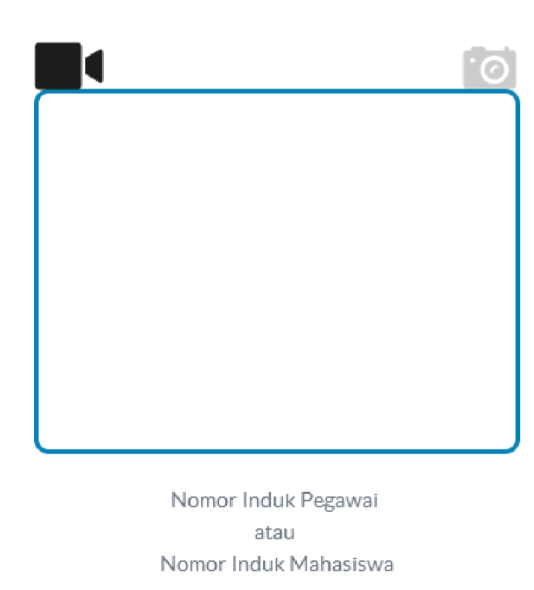 Nomor Induk Pegawai
atau
Nomor Induk Mahasiswa